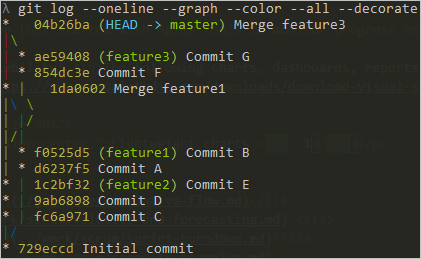 λ git log --oneline --graph --color --all --decorate
*   04b26ba (HEAD -> master) Merge feature3
|\
| * ae59408 (feature3) Commit G
| * 854dc3e Commit F
* |   1da0602 Merge feature1
|\ \
| |/
|/|
| * f0525d5 (feature1) Commit B
| * d6237f5 Commit A
* | 1c2bf32 (feature2) Commit E
* | 9ab6898 Commit D
* | fc6a971 Commit C
|/
* 729eccd Initial commit